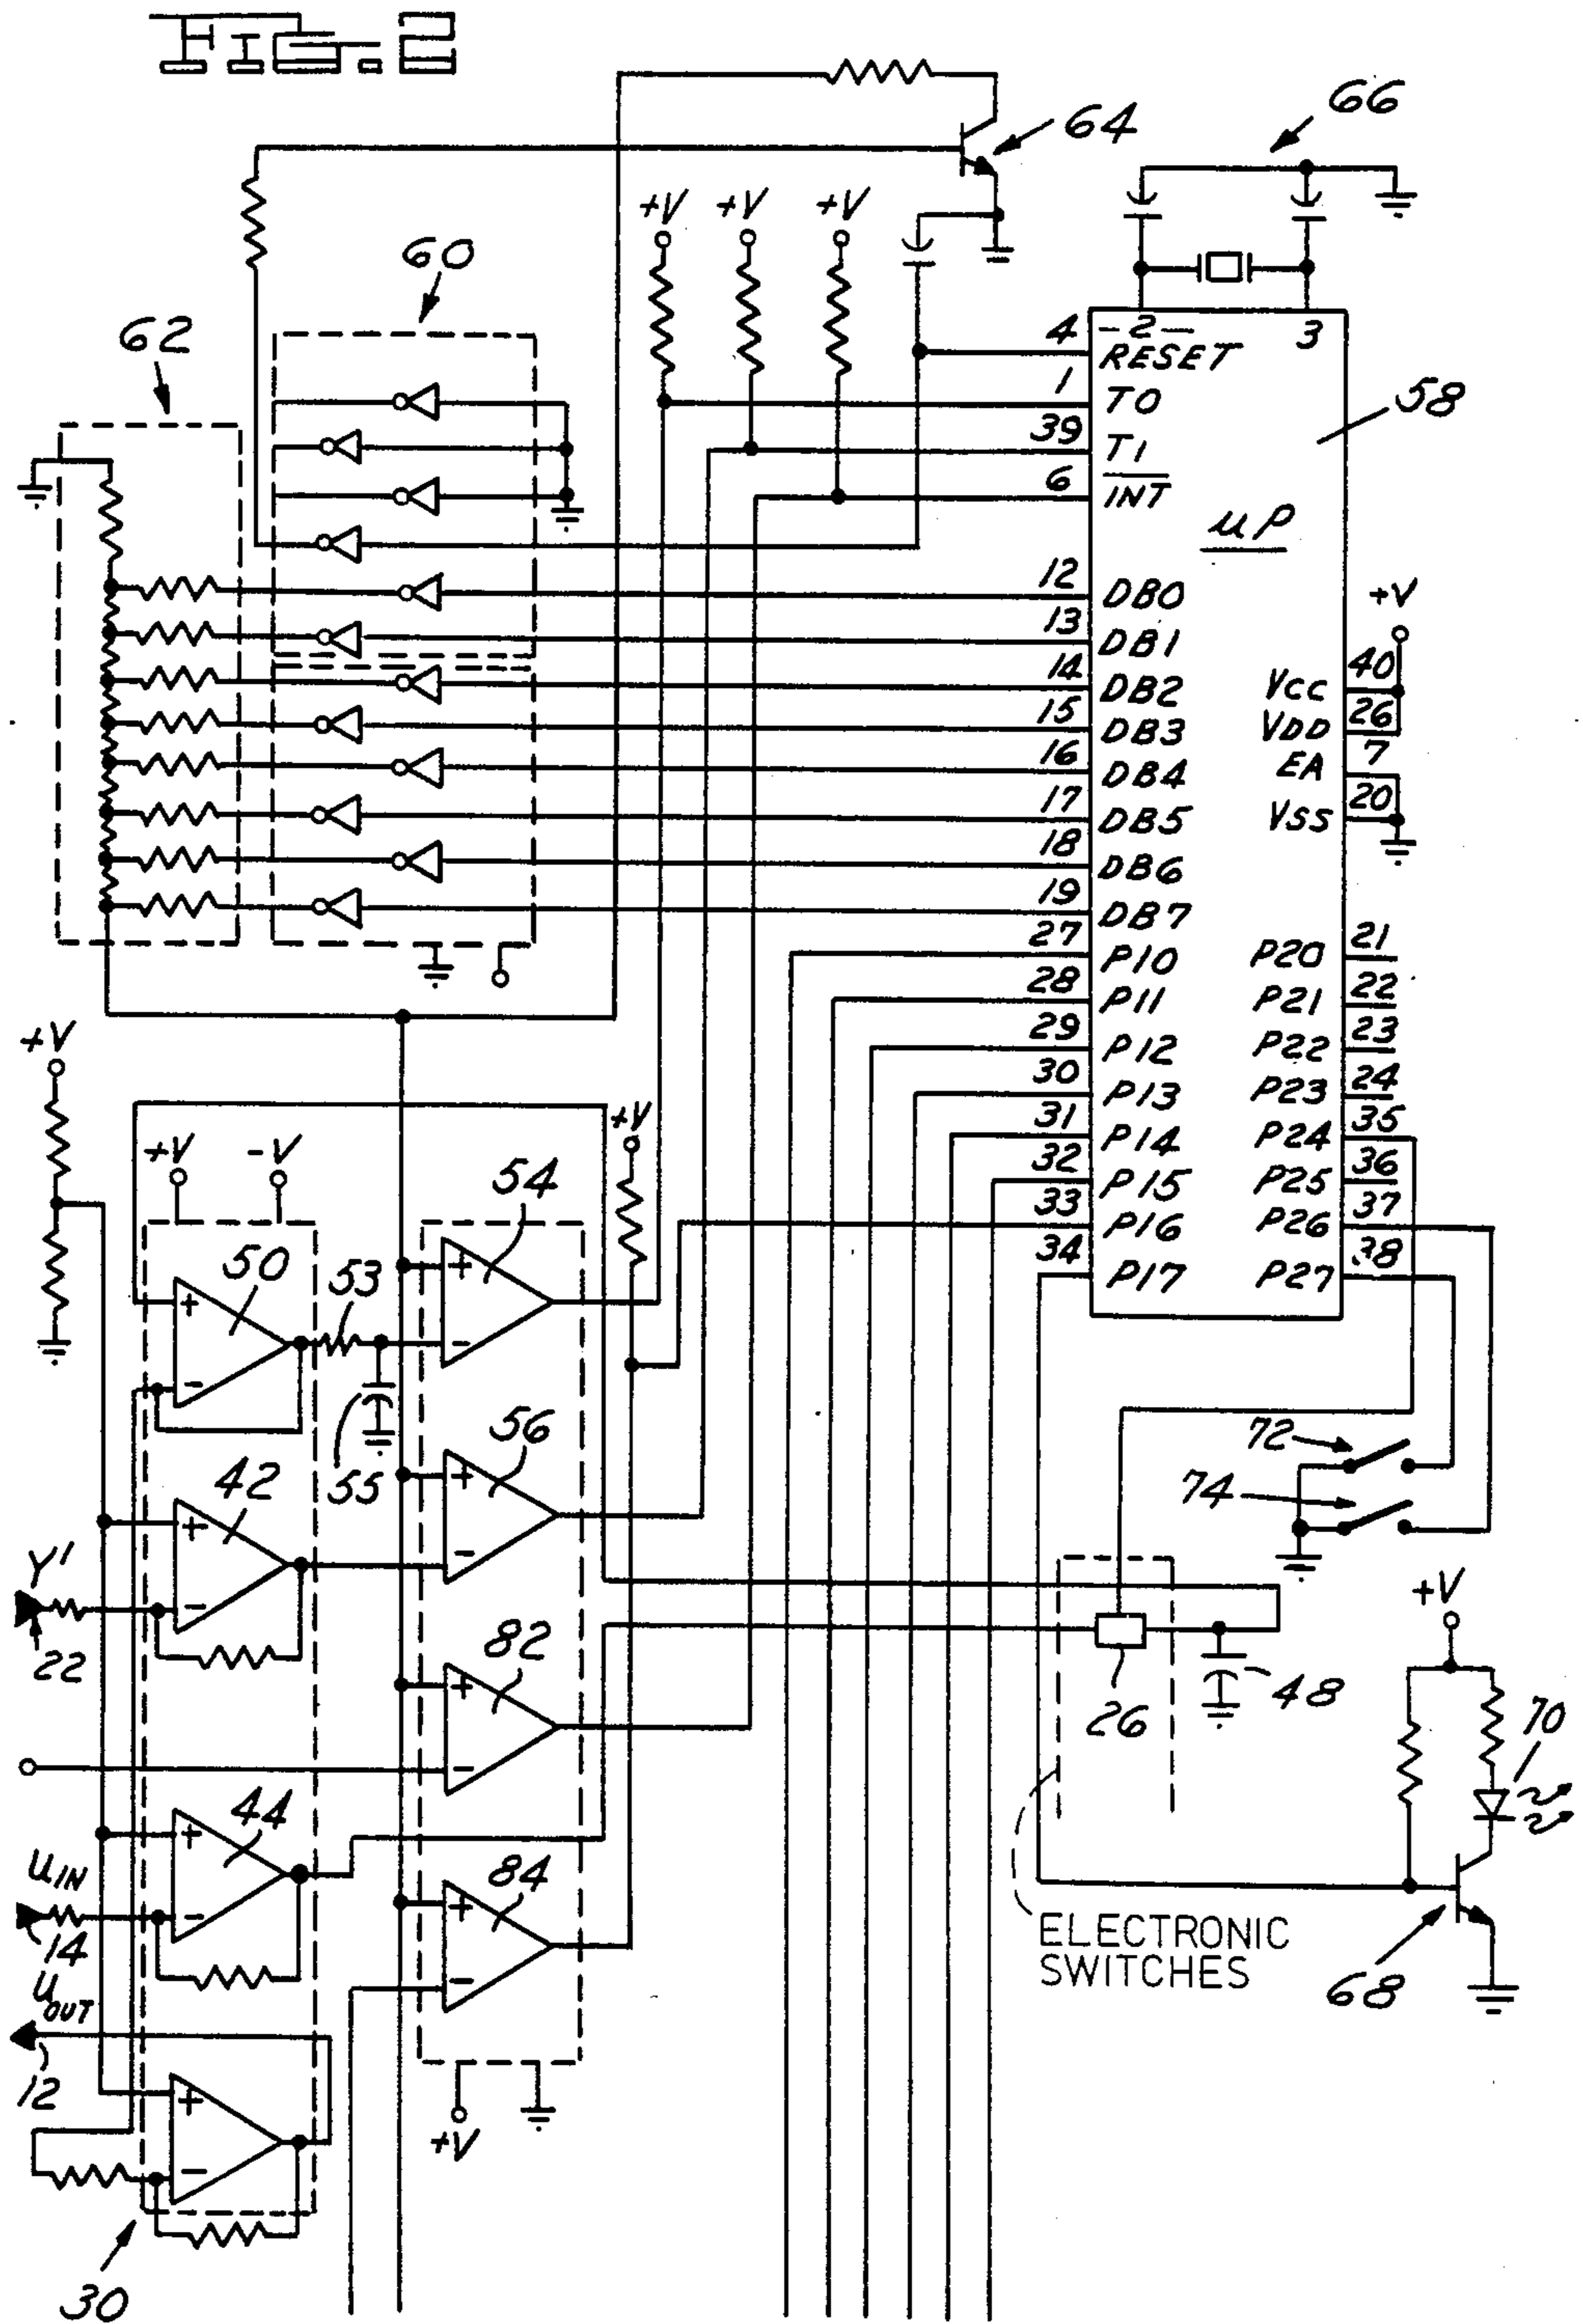 FIG. 2
64
66
+V +V +V
60
62
4 -2- 3
RESET
1 T0
39 T1
6 INT
58
μP
12 DB0
13 DB1
14 DB2
15 DB3
16 DB4
17 DB5
18 DB6
19 DB7
+V
VCC 40
VDD 26
EA 7
VSS 20
27 P10 P20 21
28 P11 P21 22
29 P12 P22 23
30 P13 P23 24
31 P14 P24 35
32 P15 P25 36
33 P16 P26 37
34 P17 P27 38
+V
+V -V
+V
50
+
-
53
55
54
+
-
42
+
-
Y'
22
56
+
-
72
74
82
+
-
26
48
+V
70
44
+
-
UIN
14
84
+
-
ELECTRONIC
SWITCHES
68
UOUT
12
+
-
+V
30